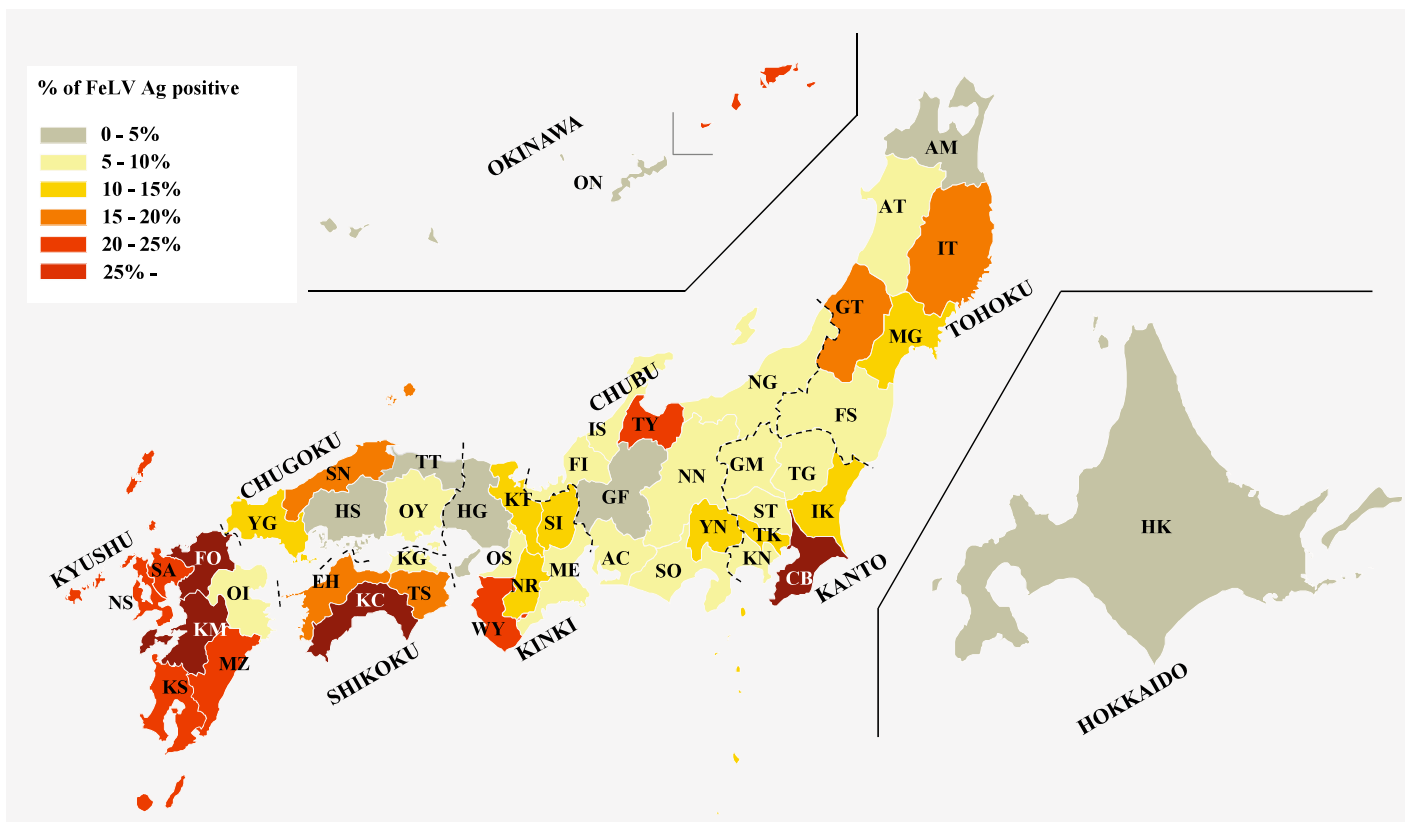 % of FeLV Ag positive
0 - 5%
5 - 10%
10 - 15%
15 - 20%
20 - 25%
25% -
OKINAWA
ON
AM
AT
IT
GT
MG
TOHOKU
NG
FS
CHUBU
IS
TY
FI
GF
NN
GM
TG
ST
IK
TK
YN
KN
CB
KANTO
AC
SO
CHUGOKU
SN
TT
HS
OY
YG
HG
KT
SI
OS
ME
NR
WY
KINKI
KG
EH
KC
TS
SHIKOKU
KYUSHU
FO
SA
NS
OI
KM
MZ
KS
HK
HOKKAIDO